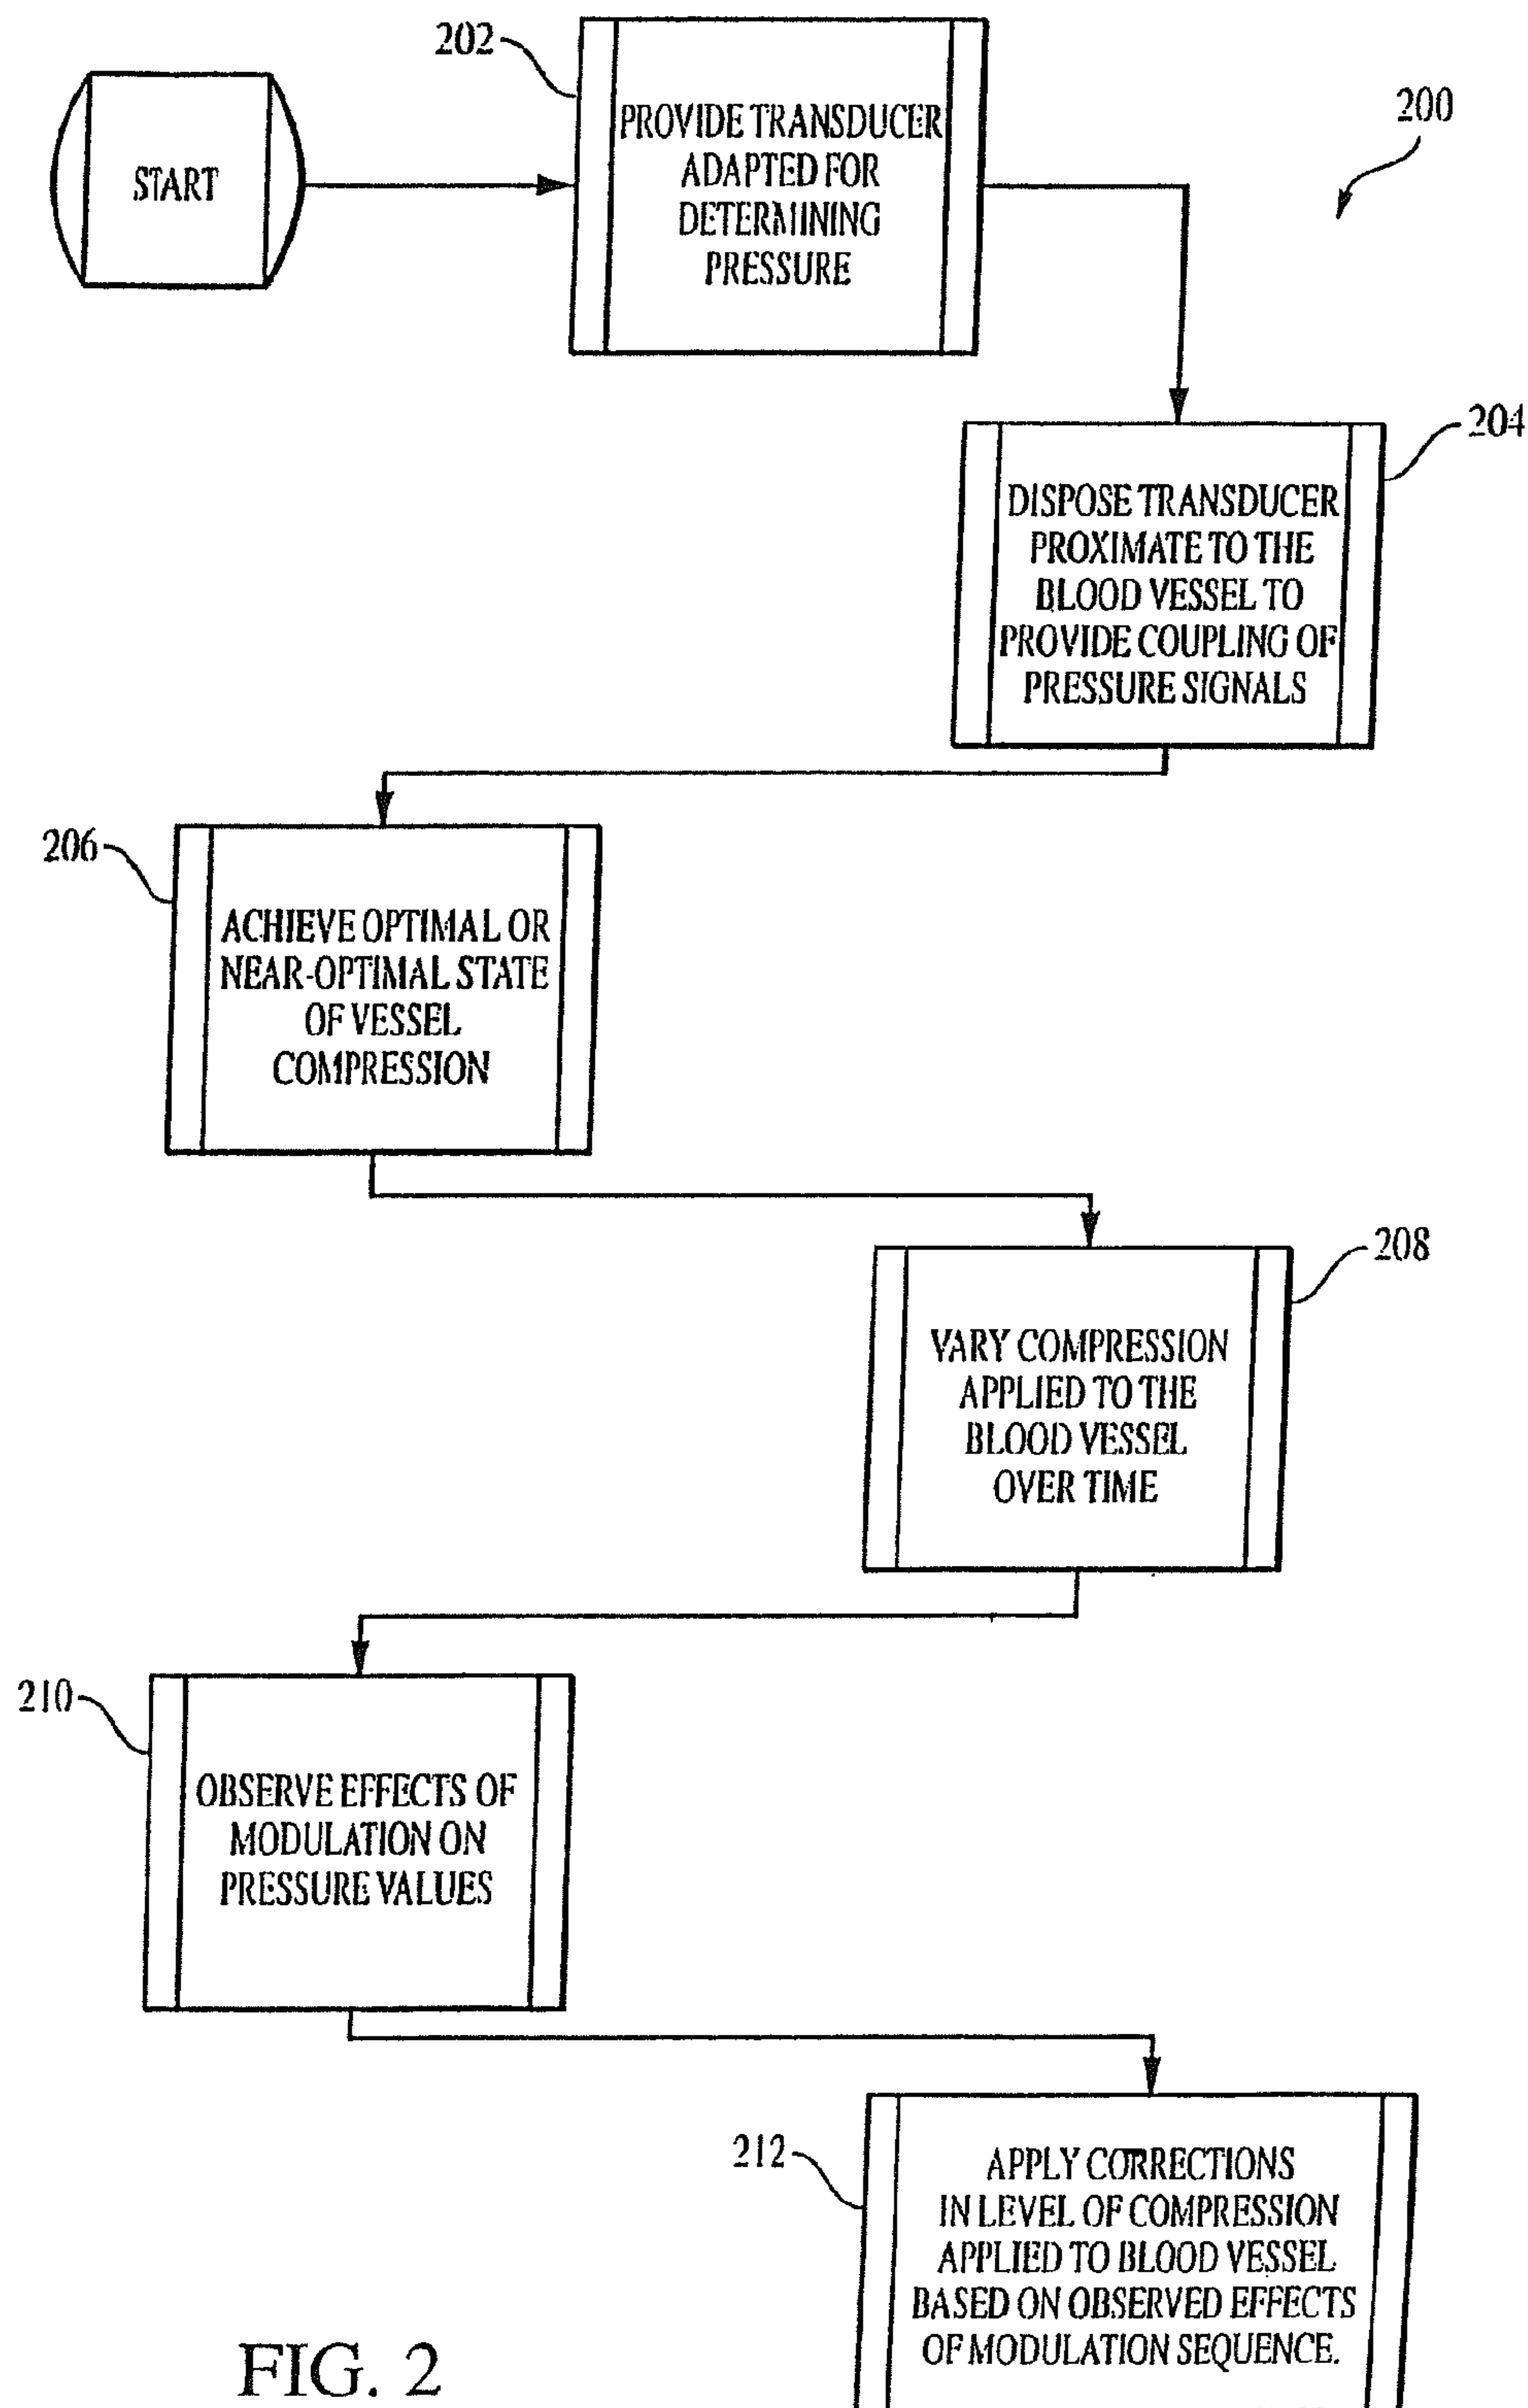 202
PROVIDE TRANSDUCER
ADAPTED FOR
DETERMINING
PRESSURE
200
START
204
DISPOSE TRANSDUCER
PROXIMATE TO THE
BLOOD VESSEL TO
PROVIDE COUPLING OF
PRESSURE SIGNALS
206
ACHIEVE OPTIMAL OR
NEAR-OPTIMAL STATE
OF VESSEL
COMPRESSION
208
VARY COMPRESSION
APPLIED TO THE
BLOOD VESSEL
OVER TIME
210
OBSERVE EFFECTS OF
MODULATION ON
PRESSURE VALUES
212
APPLY CORRECTIONS
IN LEVEL OF COMPRESSION
APPLIED TO BLOOD VESSEL
BASED ON OBSERVED EFFECTS
OF MODULATION SEQUENCE.
FIG. 2